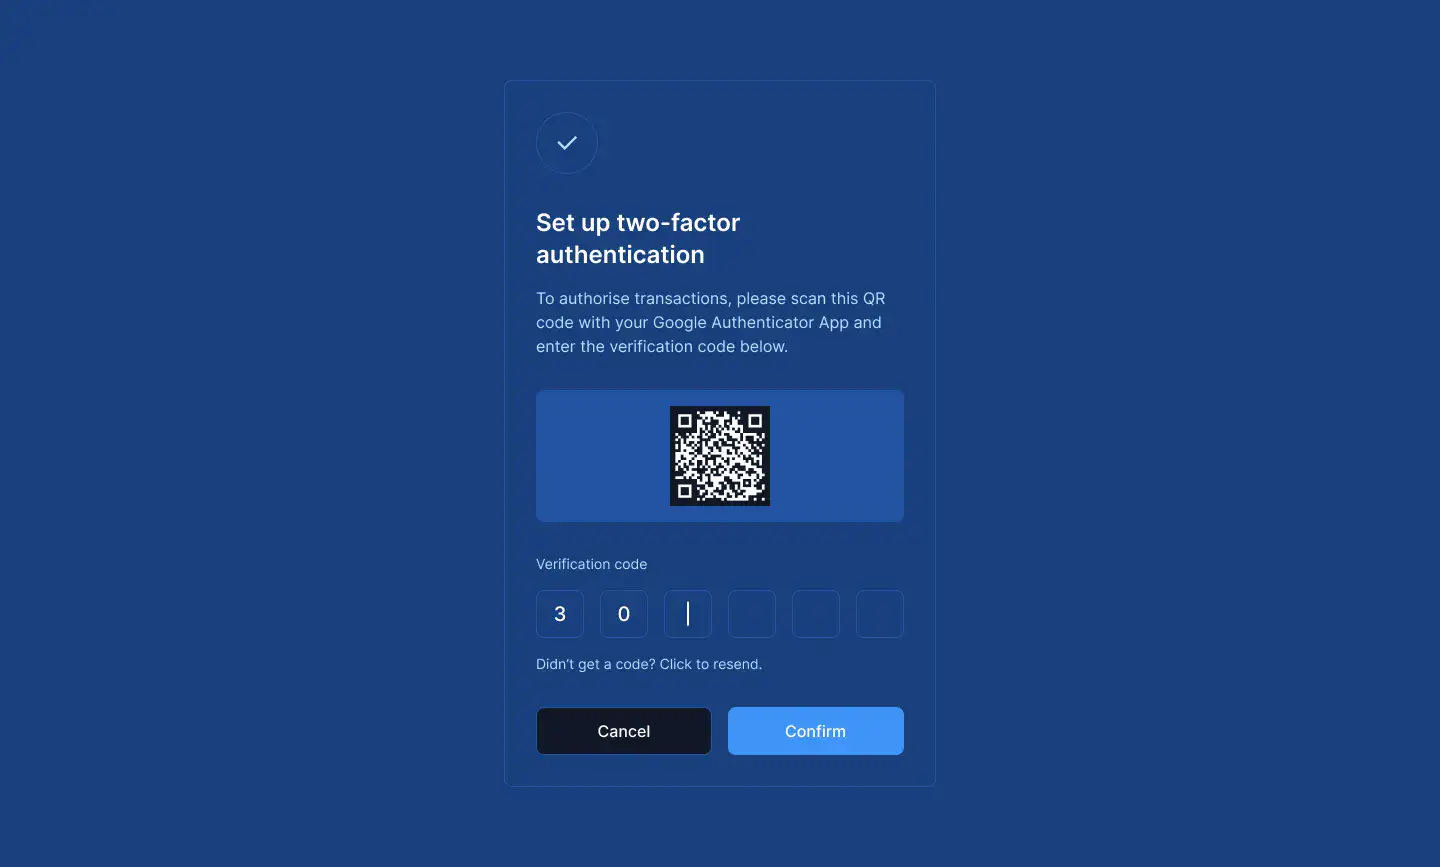 Set up two-factor
authentication
To authorise transactions, please scan this QR
code with your Google Authenticator App and
enter the verification code below.
Verification code
3 0
Didn’t get a code? Click to resend.
Cancel Confirm